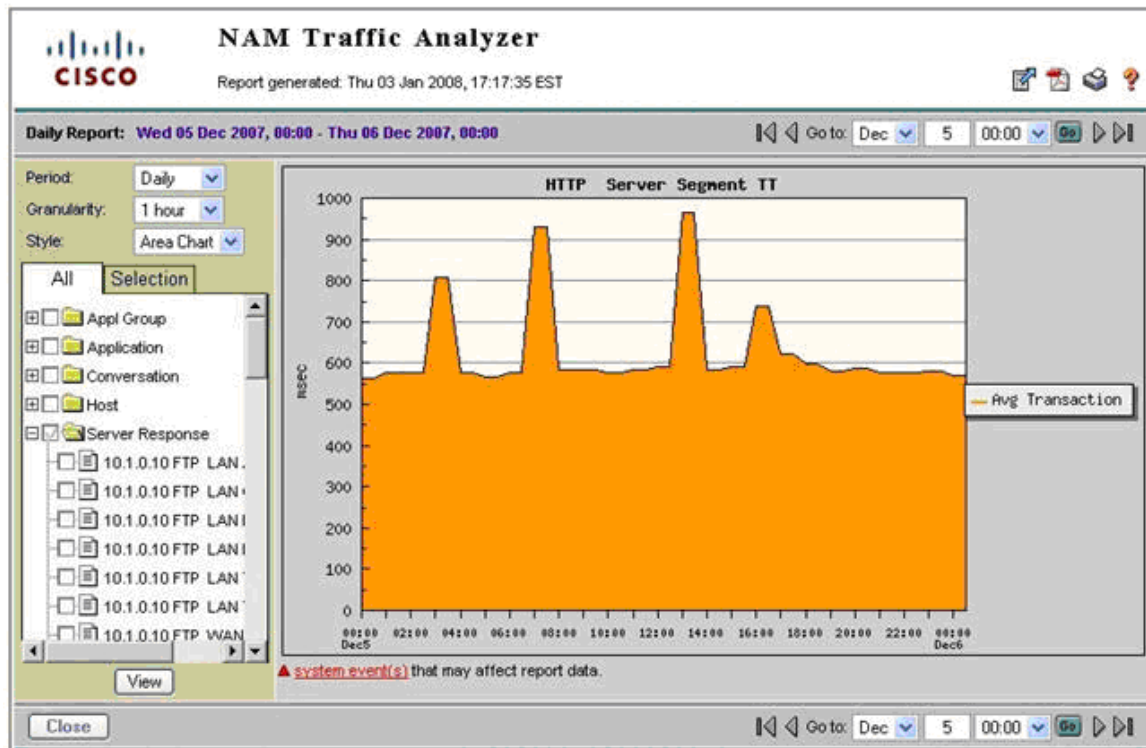 NAM Traffic Analyzer
CISCO
Report generated: Thu 03 Jan 2008, 17:17:35 EST
Daily Report: Wed 05 Dec 2007, 00:00 - Thu 06 Dec 2007, 00:00
Go to: Dec 5 00:00 Go
Period: Daily
Granularity: 1 hour
Style: Area Chart
All Selection
Appl Group
Application
Conversation
Host
Server Response
10.1.0.10 FTP LAN
10.1.0.10 FTP LAN
10.1.0.10 FTP LAN
10.1.0.10 FTP LAN
10.1.0.10 FTP LAN
10.1.0.10 FTP LAN
10.1.0.10 FTP WAN
View
HTTP Server Segment TT
1000
900
800
700
600
500
400
300
200
100
0
msec
00:00 02:00 04:00 06:00 08:00 10:00 12:00 14:00 16:00 18:00 20:00 22:00 00:00
Dec5 Dec6
Avg Transaction
system event(s) that may affect report data.
Close
Go to: Dec 5 00:00 Go